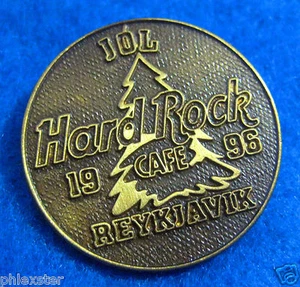 JÓL
Hard Rock
19 CAFE 96
REYKJAVIK
phlexster